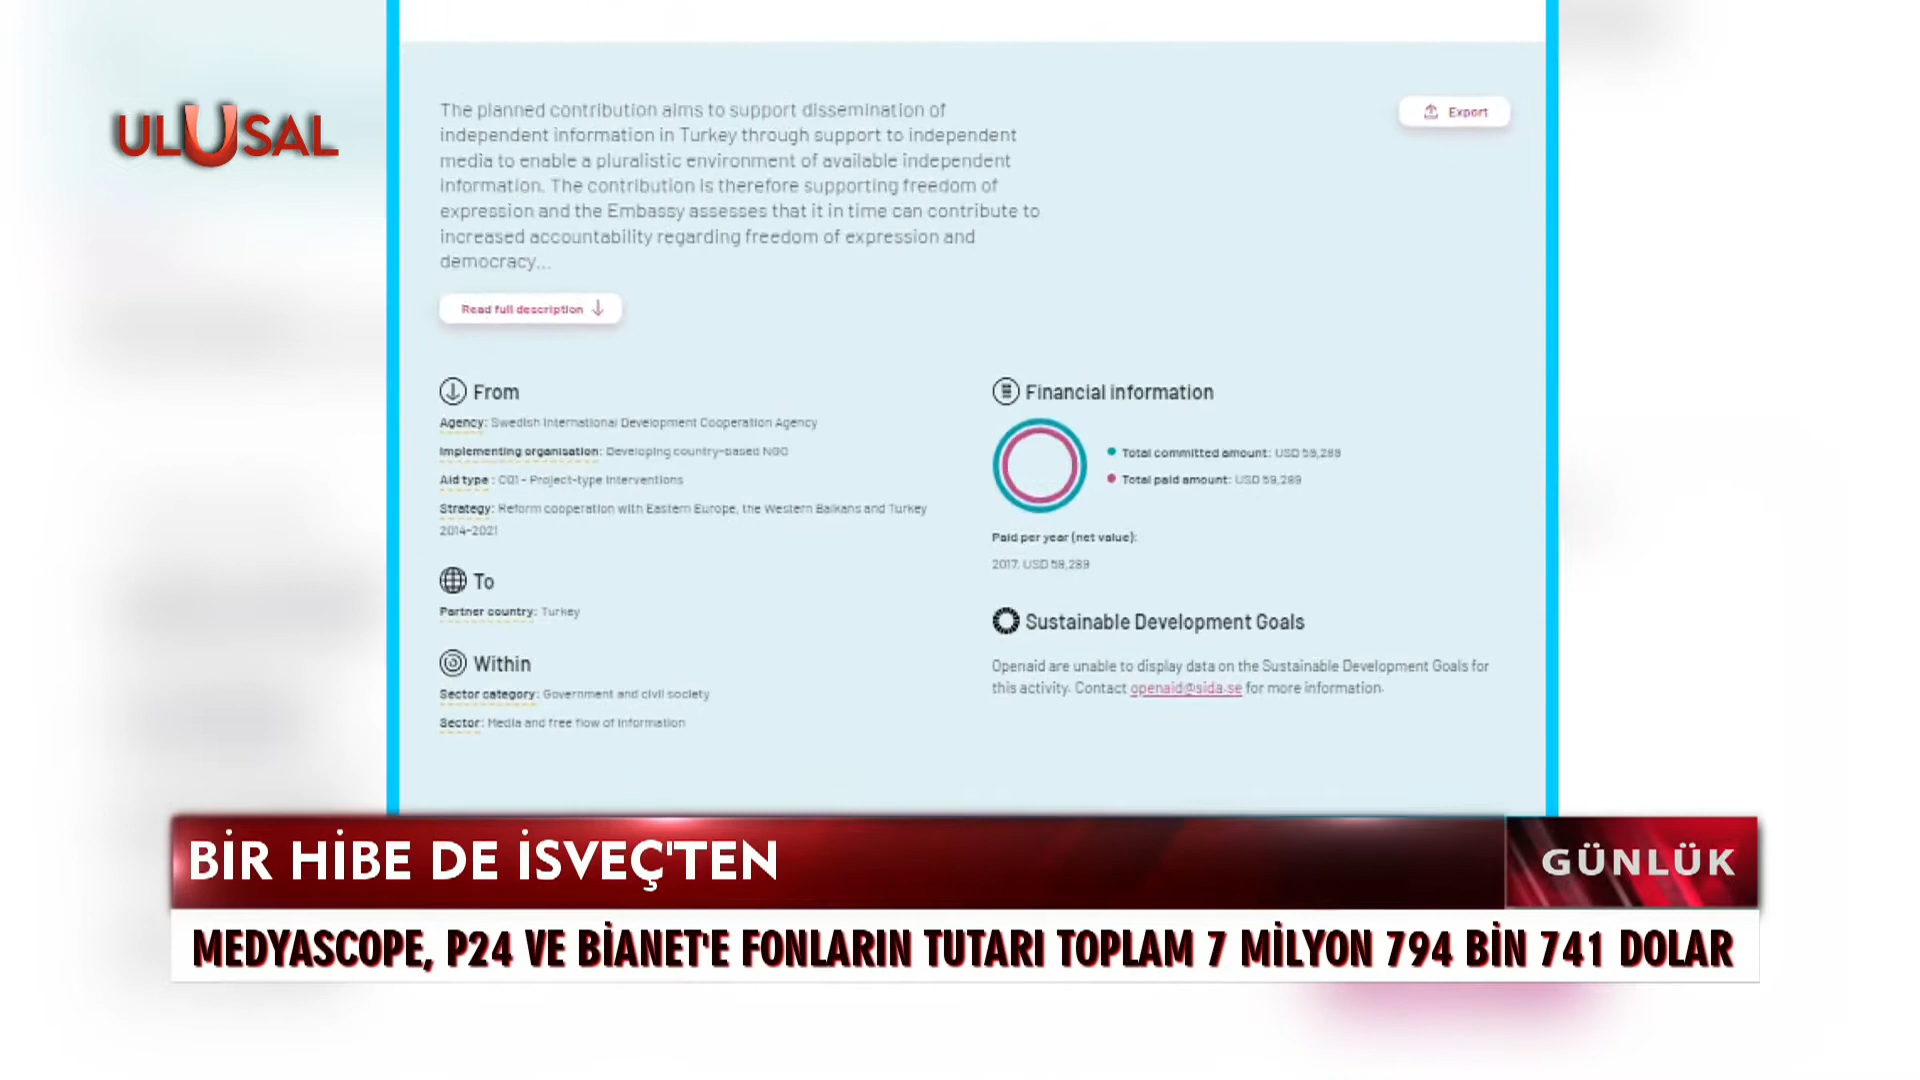 ULUSAL
The planned contribution aims to support dissemination of
independent information in Turkey through support to independent
media to enable a pluralistic environment of available independent
information. The contribution is therefore supporting freedom of
expression and the Embassy assesses that it in time can contribute to
increased accountability regarding freedom of expression and
democracy...
Export
Read full description
From
Agency: Swedish International Development Cooperation Agency
Implementing organisation: Developing country-based NGO
Aid type : C01 - Project-type interventions
Strategy: Reform cooperation with Eastern Europe, the Western Balkans and Turkey
2014-2021
To
Partner country: Turkey
Within
Sector category: Government and civil society
Sector: Media and free flow of information
Financial information
Total committed amount: USD
Total paid amount: USD
Paid per year (net value):
2017: USD
Sustainable Development Goals
Openaid are unable to display data on the Sustainable Development Goals for
this activity. Contact openaid@sida.se for more information.
BİR HİBE DE İSVEÇ'TEN
GÜNLÜK
MEDYASCOPE, P24 VE BİANET'E FONLARIN TUTARI TOPLAM 7 MİLYON 794 BİN 741 DOLAR